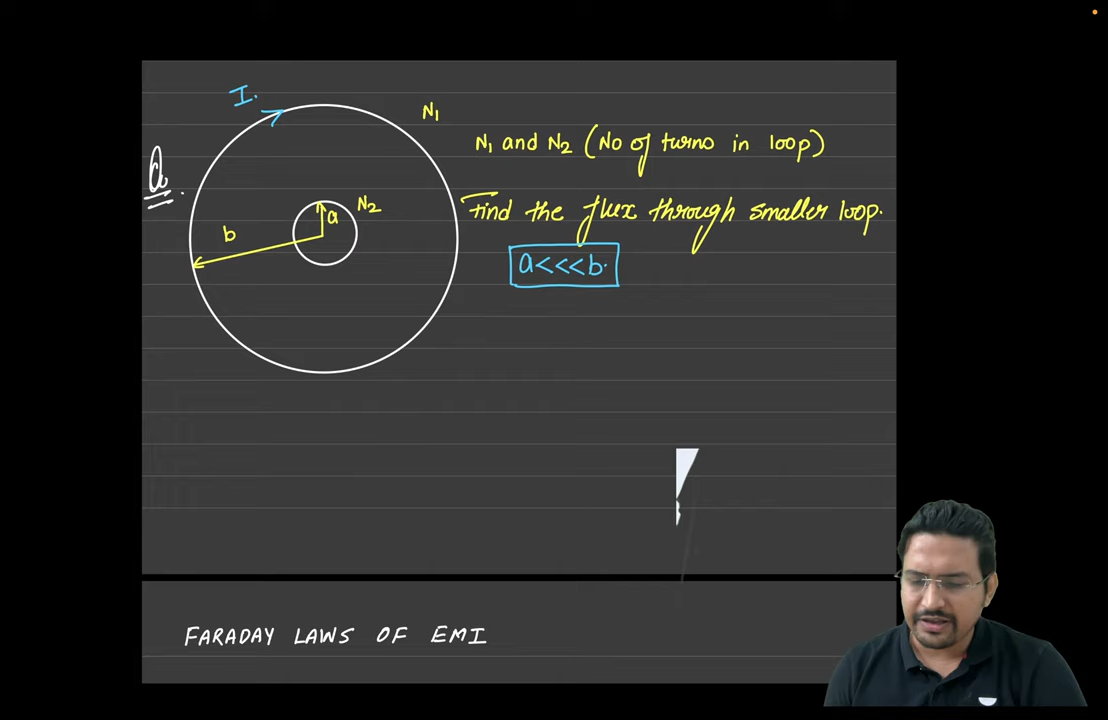 I.
N₁
Q.
N₁ and N₂ (No of turns in loop)
N₂
a
b
Find the flux through smaller loop.
a<<<b.
FARADAY LAWS OF EMI